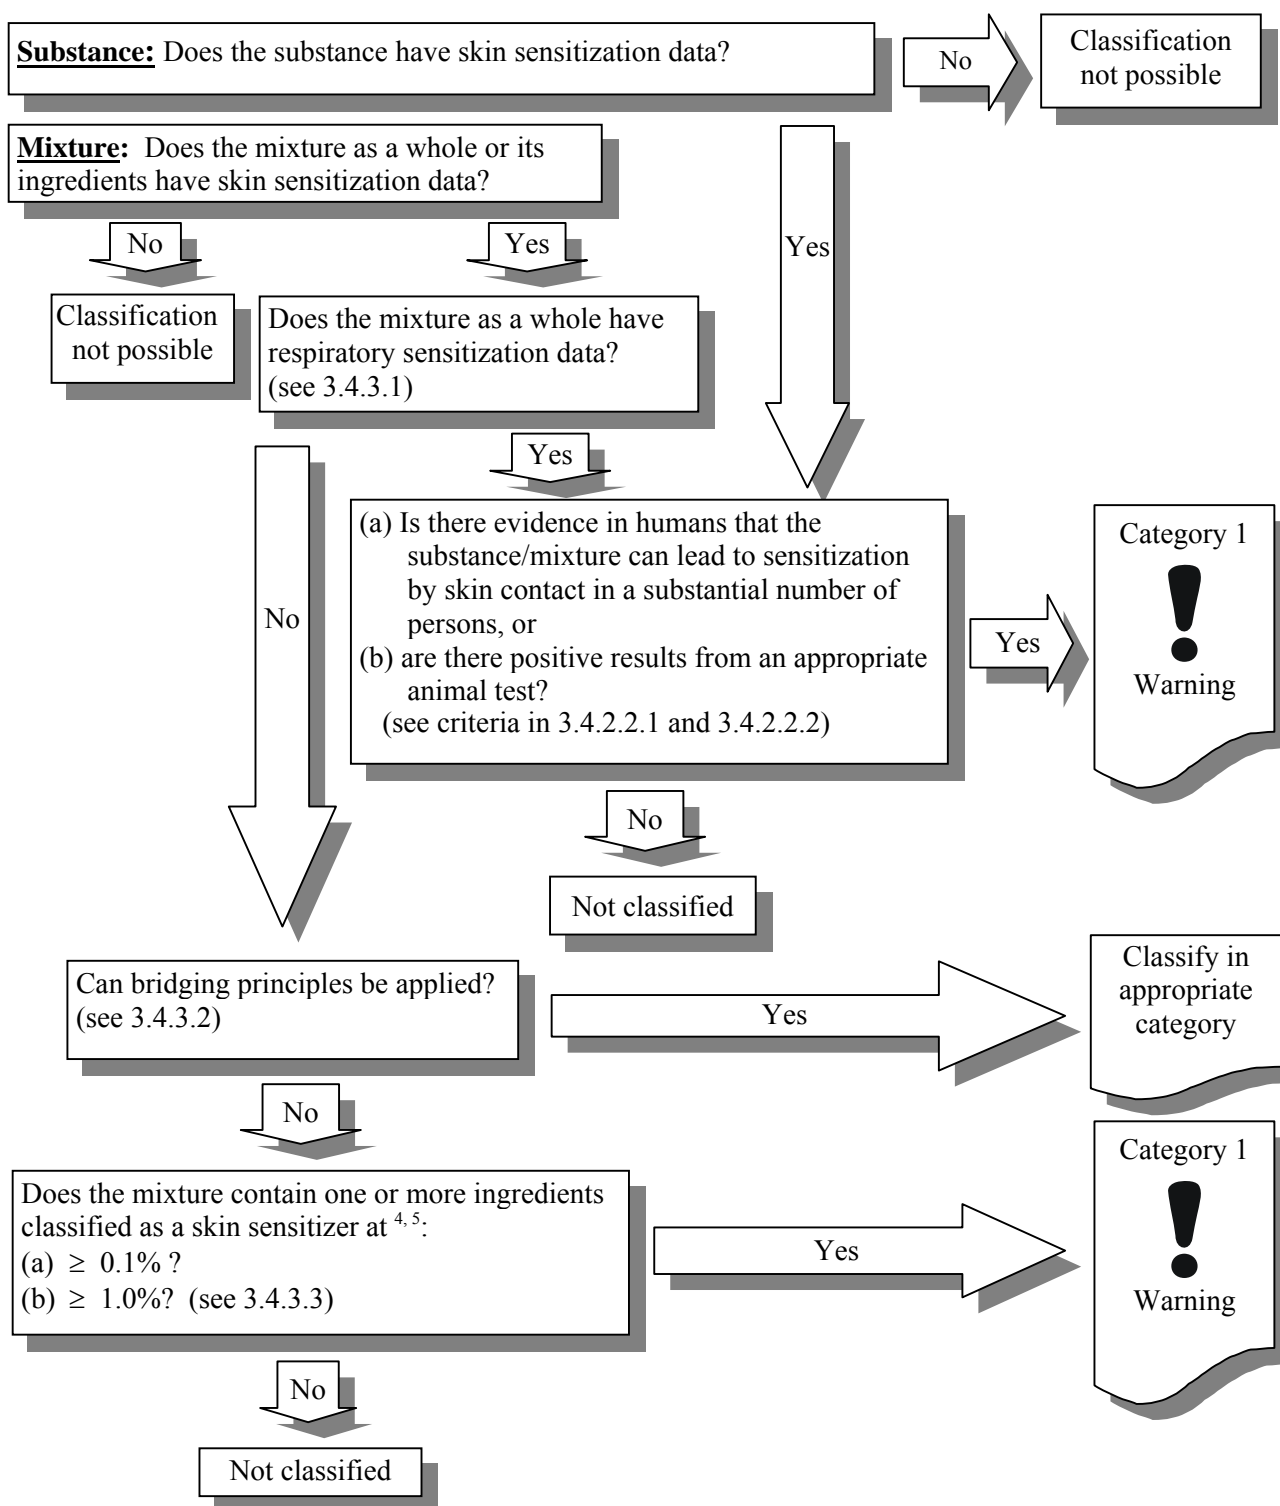 Substance: Does the substance have skin sensitization data?
No
Classification
not possible
Mixture: Does the mixture as a whole or its
ingredients have skin sensitization data?
No
Yes
Yes
Classification
not possible
Does the mixture as a whole have
respiratory sensitization data?
(see 3.4.3.1)
Yes
No
(a) Is there evidence in humans that the
substance/mixture can lead to sensitization
by skin contact in a substantial number of
persons, or
(b) are there positive results from an appropriate
animal test?
(see criteria in 3.4.2.2.1 and 3.4.2.2.2)
Yes
Category 1
Warning
No
Not classified
Can bridging principles be applied?
(see 3.4.3.2)
Yes
Classify in
appropriate
category
No
Does the mixture contain one or more ingredients
classified as a skin sensitizer at 4, 5:
(a) ≥ 0.1% ?
(b) ≥ 1.0%? (see 3.4.3.3)
Yes
Category 1
Warning
No
Not classified